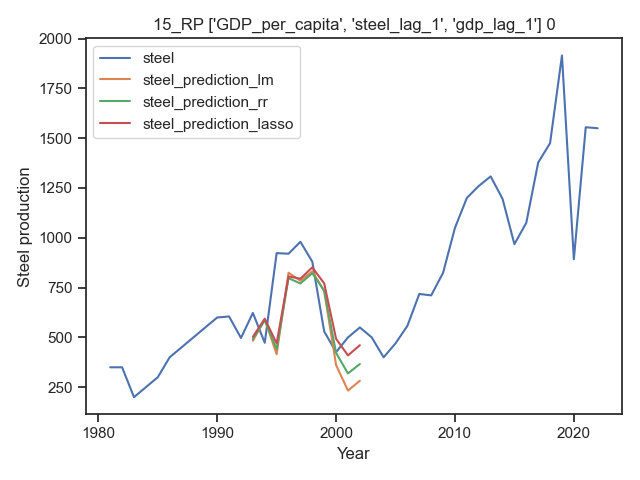 15_RP ['GDP_per_capita', 'steel_lag_1', 'gdp_lag_1'] 0
2000
1750
1500
1250
1000
750
500
250
Steel production
steel
steel_prediction_lm
steel_prediction_rr
steel_prediction_lasso
1980
1990
2000
2010
2020
Year